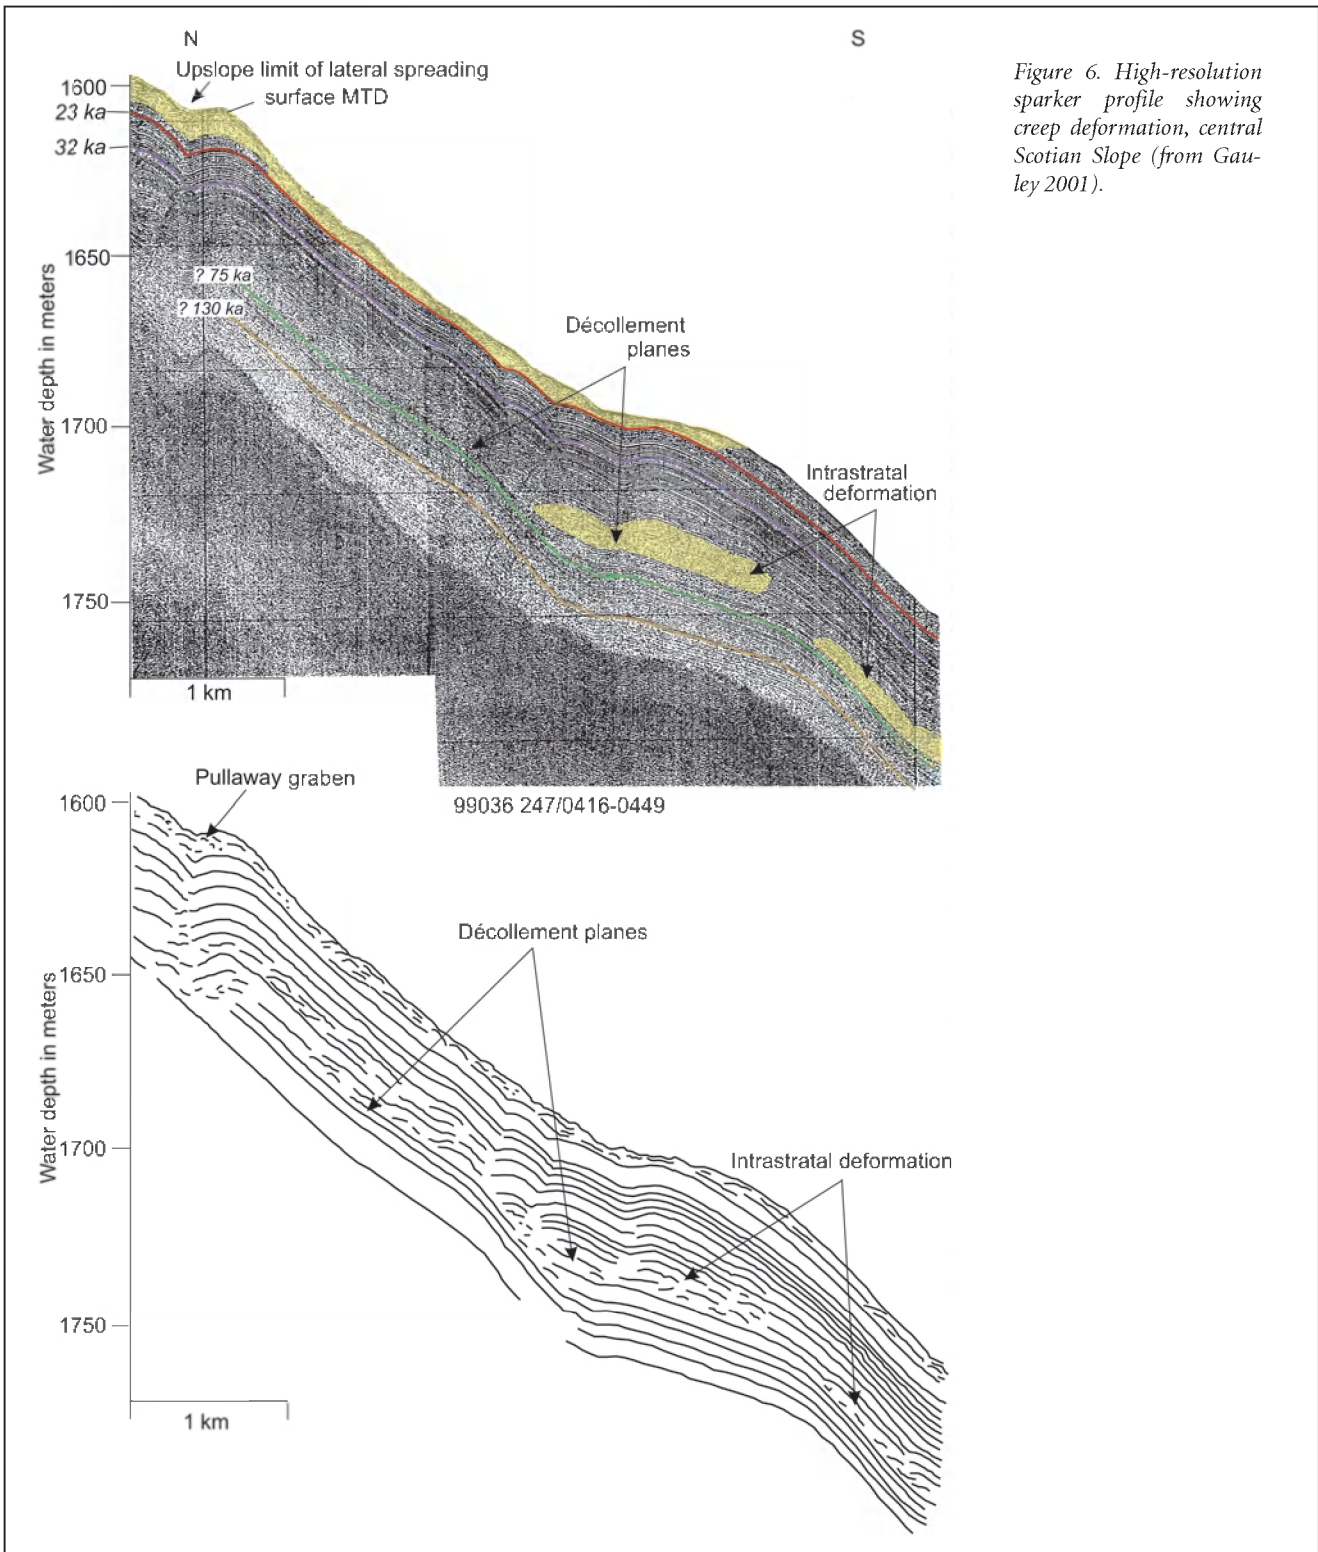 N
S
Upslope limit of lateral spreading
surface MTD
1600
23 ka
32 ka
1650
? 75 ka
? 130 ka
Décollement
planes
1700
Intrastratal
deformation
1750
Water depth in meters
1 km
Figure 6. High-resolution
sparker profile showing
creep deformation, central
Scotian Slope (from Gau-
ley 2001).
Pullaway graben
99036 247/0416-0449
1600
Décollement planes
1650
1700
Intrastratal deformation
1750
Water depth in meters
1 km